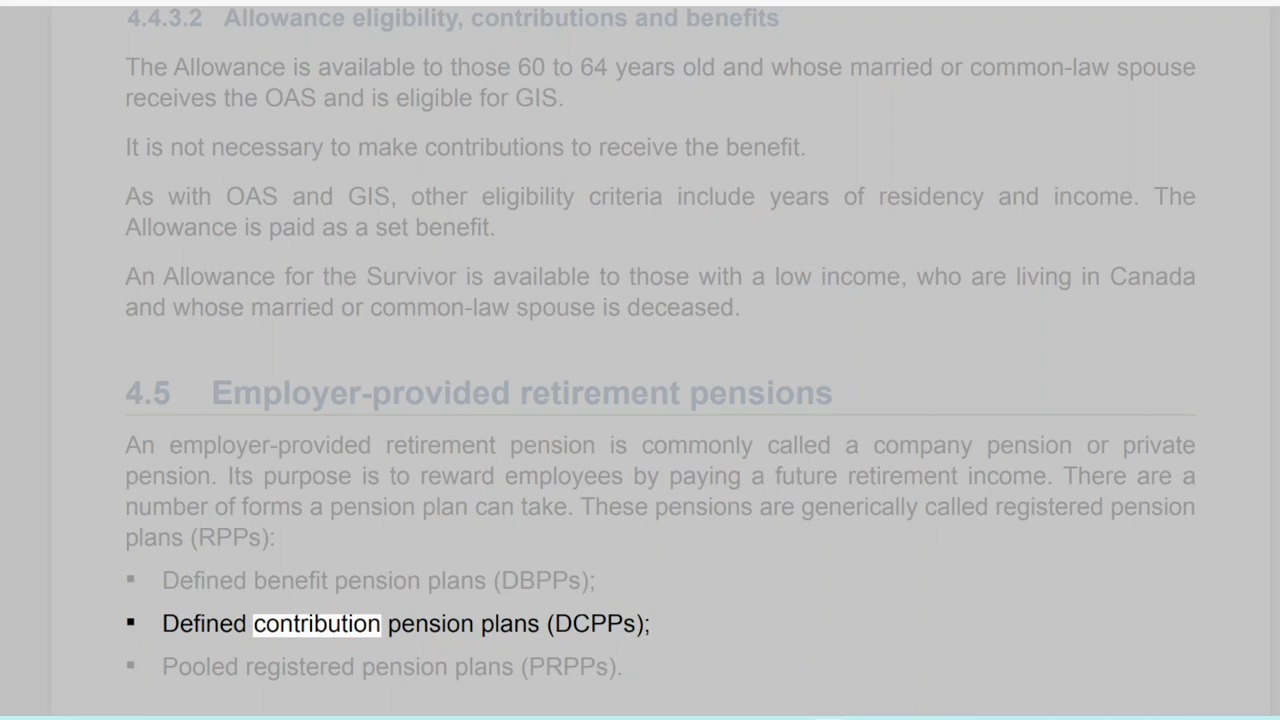 4.4.3.2 Allowance eligibility, contributions and benefits
The Allowance is available to those 60 to 64 years old and whose married or common-law spouse
receives the OAS and is eligible for GIS.
It is not necessary to make contributions to receive the benefit.
As with OAS and GIS, other eligibility criteria include years of residency and income. The
Allowance is paid as a set benefit.
An Allowance for the Survivor is available to those with a low income, who are living in Canada
and whose married or common-law spouse is deceased.
4.5 Employer-provided retirement pensions
An employer-provided retirement pension is commonly called a company pension or private
pension. Its purpose is to reward employees by paying a future retirement income. There are a
number of forms a pension plan can take. These pensions are generically called registered pension
plans (RPPs):
▪ Defined benefit pension plans (DBPPs);
▪ Defined contribution pension plans (DCPPs);
▪ Pooled registered pension plans (PRPPs).